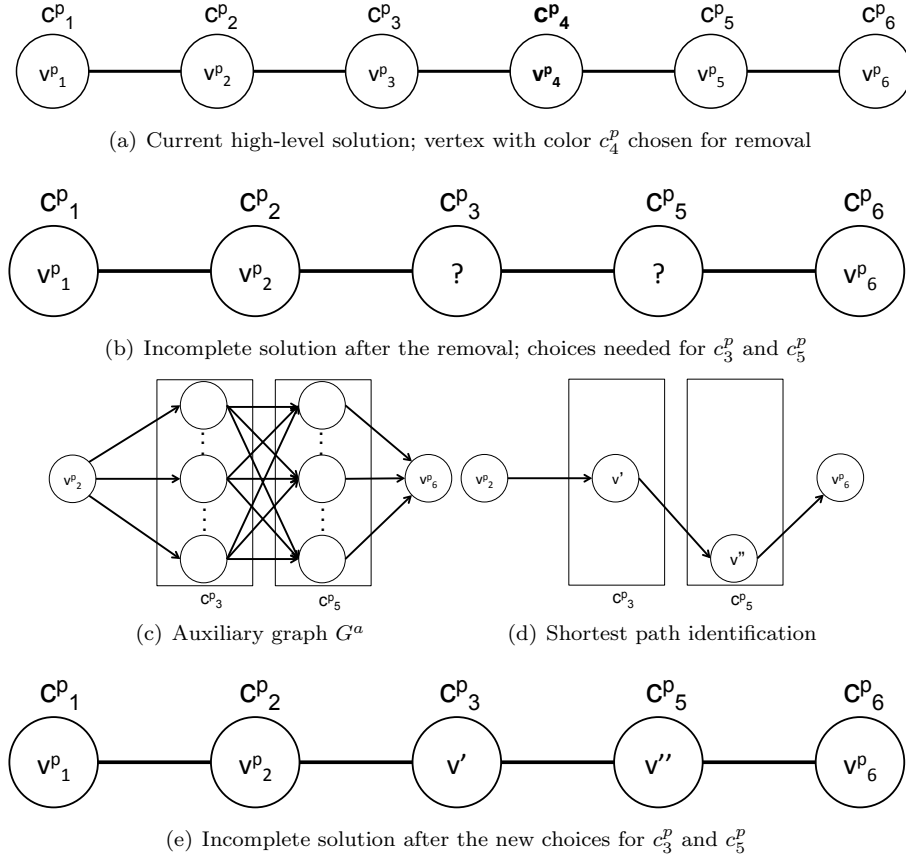 C^p_1 C^p_2 C^p_3 C^p_4 C^p_5 C^p_6
v^p_1 v^p_2 v^p_3 v^p_4 v^p_5 v^p_6
(a) Current high-level solution; vertex with color c^p_4 chosen for removal
C^p_1 C^p_2 C^p_3 C^p_5 C^p_6
v^p_1 v^p_2 ? ? v^p_6
(b) Incomplete solution after the removal; choices needed for c^p_3 and c^p_5
v^p_2 v^p_6
c^p_3 c^p_5
(c) Auxiliary graph G^a
v^p_2 v' v'' v^p_6
c^p_3 c^p_5
(d) Shortest path identification
C^p_1 C^p_2 C^p_3 C^p_5 C^p_6
v^p_1 v^p_2 v' v'' v^p_6
(e) Incomplete solution after the new choices for c^p_3 and c^p_5